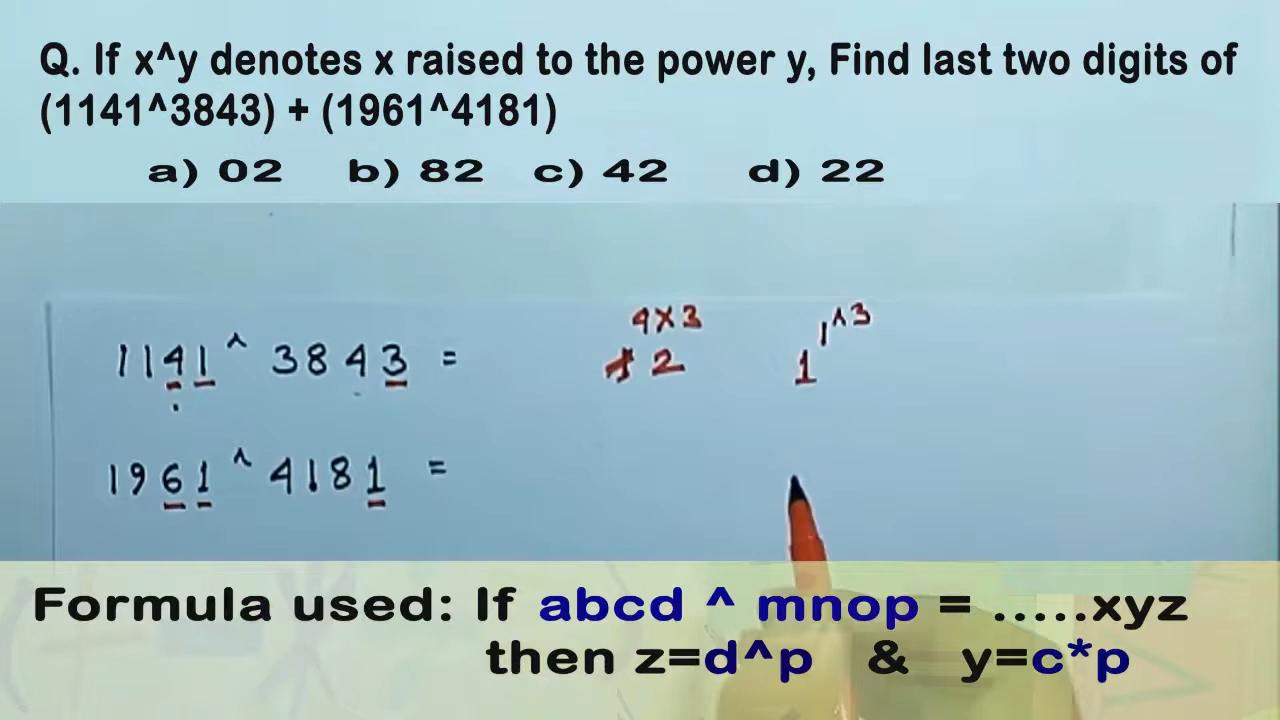 Q. If x^y denotes x raised to the power y, Find last two digits of
(1141^3843) + (1961^4181)
a) 02 b) 82 c) 42 d) 22
4×3 1^3
1141 ^ 3843 = 2 1
1961 ^ 4181 =
Formula used: If abcd ^ mnop = .....xyz
then z=d^p & y=c*p